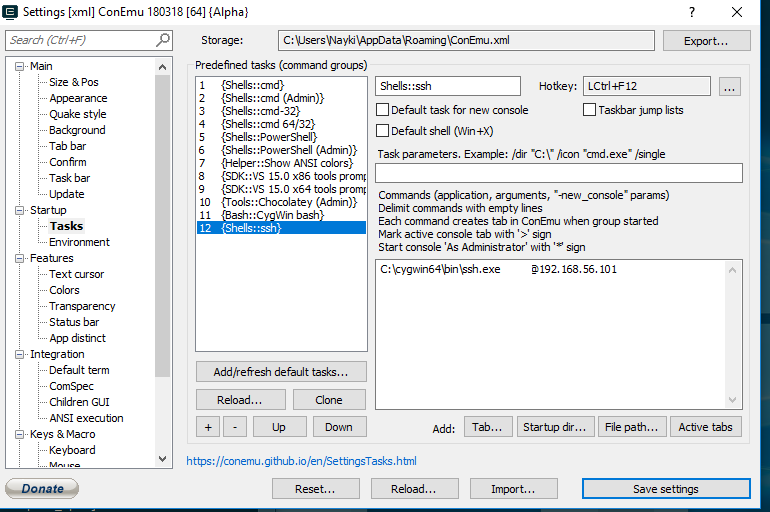 Settings [xml] ConEmu 180318 [64] {Alpha}
Search (Ctrl+F)
Storage:
C:\Users\Nayki\AppData\Roaming\ConEmu.xml
Export...
Main
Size & Pos
Appearance
Quake style
Background
Tab bar
Confirm
Task bar
Update
Startup
Tasks
Environment
Features
Text cursor
Colors
Transparency
Status bar
App distinct
Integration
Default term
ComSpec
Children GUI
ANSI execution
Keys & Macro
Keyboard
Mouse
Predefined tasks (command groups)
1 {Shells::cmd}
2 {Shells::cmd (Admin)}
3 {Shells::cmd-32}
4 {Shells::cmd 64/32}
5 {Shells::PowerShell}
6 {Shells::PowerShell (Admin)}
7 {Helper::Show ANSI colors}
8 {SDK::VS 15.0 x86 tools promp
9 {SDK::VS 15.0 x64 tools promp
10 {Tools::Chocolatey (Admin)}
11 {Bash::CygWin bash}
12 {Shells::ssh}
Add/refresh default tasks...
Reload...
Clone
+
-
Up
Down
Shells::ssh
Hotkey:
LCtrl+F12
...
Default task for new console
Taskbar jump lists
Default shell (Win+X)
Task parameters. Example: /dir "C:\" /icon "cmd.exe" /single
Commands (application, arguments, "-new_console" params)
Delimit commands with empty lines
Each command creates tab in ConEmu when group started
Mark active console tab with '>' sign
Start console 'As Administrator' with '*' sign
C:\cygwin64\bin\ssh.exe @192.168.56.101
Add:
Tab...
Startup dir...
File path...
Active tabs
https://conemu.github.io/en/SettingsTasks.html
Donate
Reset...
Reload...
Import...
Save settings